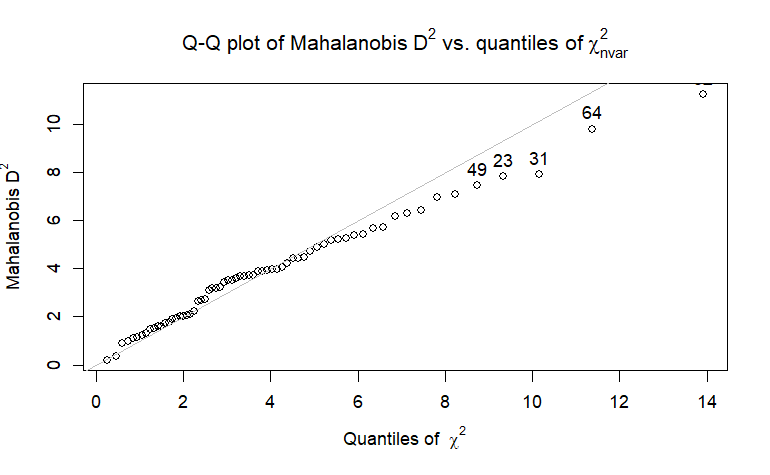 Q-Q plot of Mahalanobis D² vs. quantiles of χ²nvar
Mahalanobis D²
10
8
6
4
2
0
64
49 23 31
0 2 4 6 8 10 12 14
Quantiles of χ²